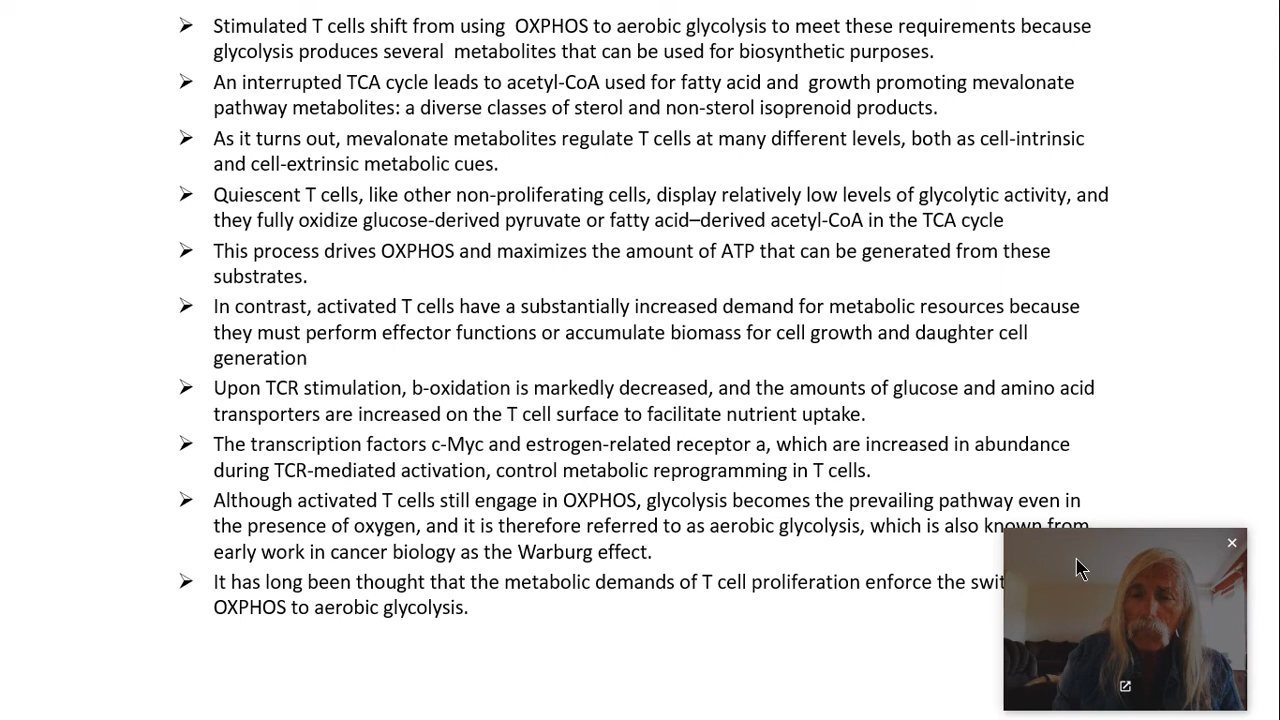 Stimulated T cells shift from using OXPHOS to aerobic glycolysis to meet these requirements because
glycolysis produces several metabolites that can be used for biosynthetic purposes.
An interrupted TCA cycle leads to acetyl-CoA used for fatty acid and growth promoting mevalonate
pathway metabolites: a diverse classes of sterol and non-sterol isoprenoid products.
As it turns out, mevalonate metabolites regulate T cells at many different levels, both as cell-intrinsic
and cell-extrinsic metabolic cues.
Quiescent T cells, like other non-proliferating cells, display relatively low levels of glycolytic activity, and
they fully oxidize glucose-derived pyruvate or fatty acid–derived acetyl-CoA in the TCA cycle
This process drives OXPHOS and maximizes the amount of ATP that can be generated from these
substrates.
In contrast, activated T cells have a substantially increased demand for metabolic resources because
they must perform effector functions or accumulate biomass for cell growth and daughter cell
generation
Upon TCR stimulation, b-oxidation is markedly decreased, and the amounts of glucose and amino acid
transporters are increased on the T cell surface to facilitate nutrient uptake.
The transcription factors c-Myc and estrogen-related receptor a, which are increased in abundance
during TCR-mediated activation, control metabolic reprogramming in T cells.
Although activated T cells still engage in OXPHOS, glycolysis becomes the prevailing pathway even in
the presence of oxygen, and it is therefore referred to as aerobic glycolysis, which is also known from
early work in cancer biology as the Warburg effect.
It has long been thought that the metabolic demands of T cell proliferation enforce the
OXPHOS to aerobic glycolysis.